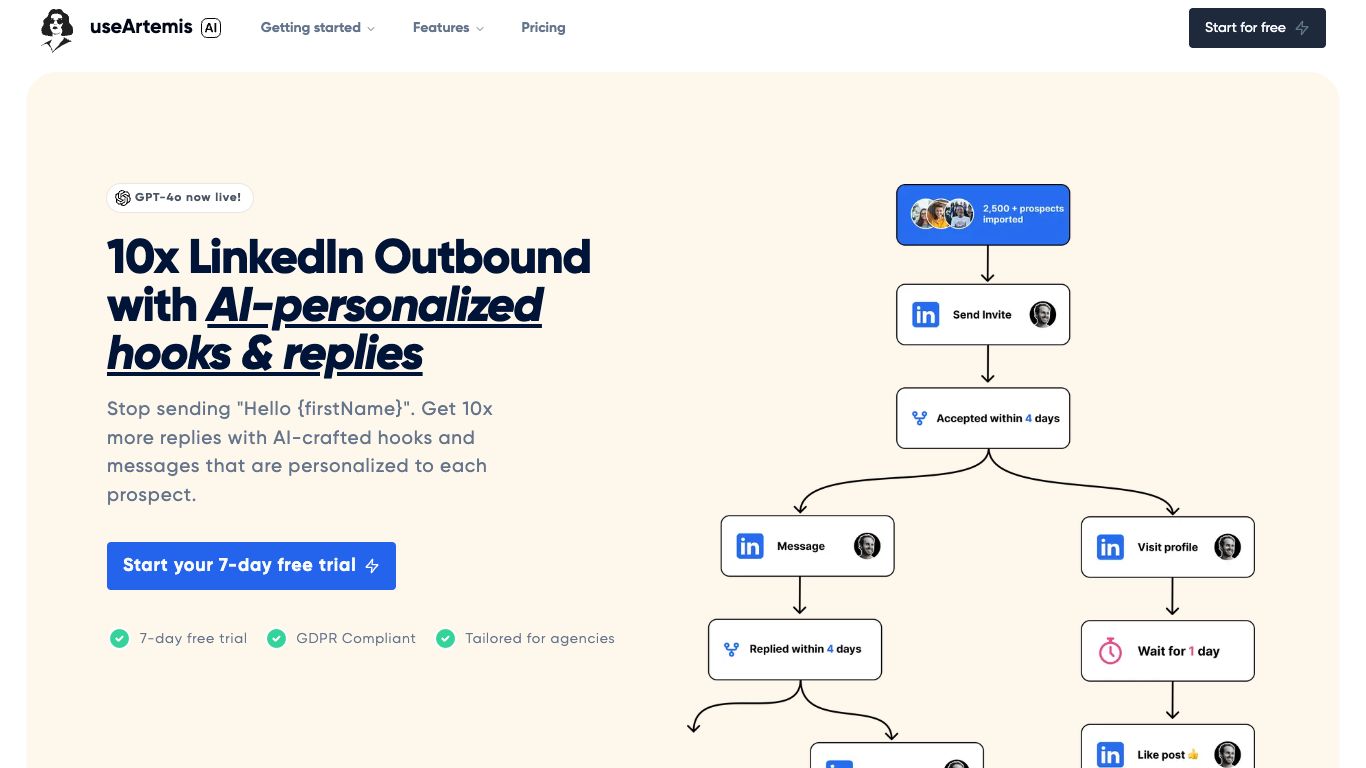 useArtemis AI
Getting started
Features
Pricing
Start for free
GPT-4o now live!
10x LinkedIn Outbound
with AI-personalized
hooks & replies
Stop sending "Hello {firstName}". Get 10x
more replies with AI-crafted hooks and
messages that are personalized to each
prospect.
Start your 7-day free trial
7-day free trial
GDPR Compliant
Tailored for agencies
2,500 + prospects
imported
in
Send Invite
Accepted within 4 days
in
Message
in
Visit profile
Replied within 4 days
Wait for 1 day
in
Like post 👍